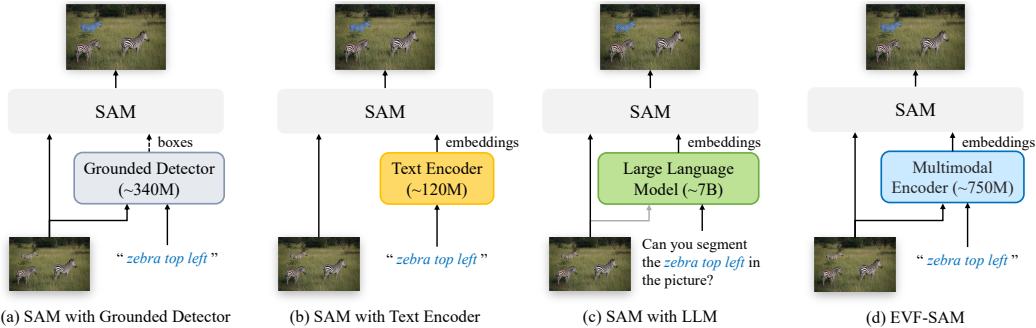 SAM
boxes
Grounded Detector
(~340M)
“ zebra top left ”
(a) SAM with Grounded Detector
SAM
embeddings
Text Encoder
(~120M)
“ zebra top left ”
(b) SAM with Text Encoder
SAM
embeddings
Large Language
Model (~7B)
Can you segment
the zebra top left in
the picture?
(c) SAM with LLM
SAM
embeddings
Multimodal
Encoder (~750M)
“ zebra top left ”
(d) EVF-SAM